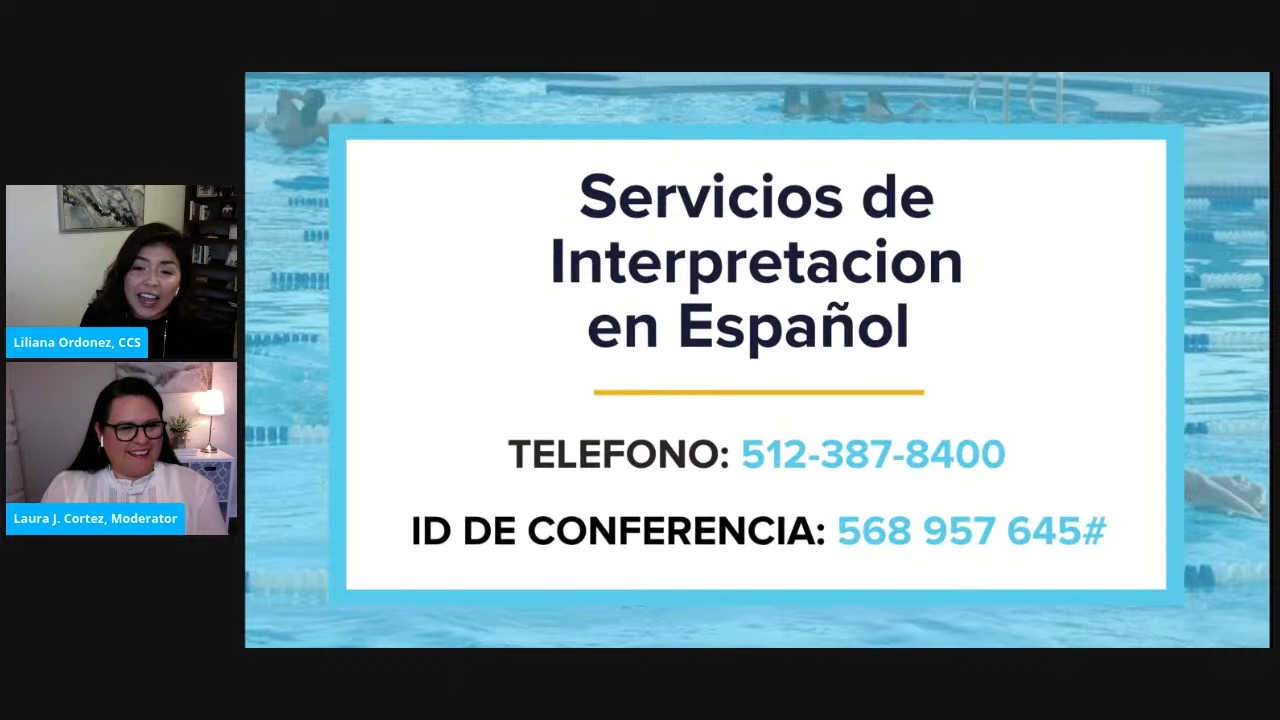 Servicios de
Interpretacion
en Español
TELEFONO: 512-387-8400
ID DE CONFERENCIA: 568 957 645#
Liliana Ordonez, CCS
Laura J. Cortez, Moderator